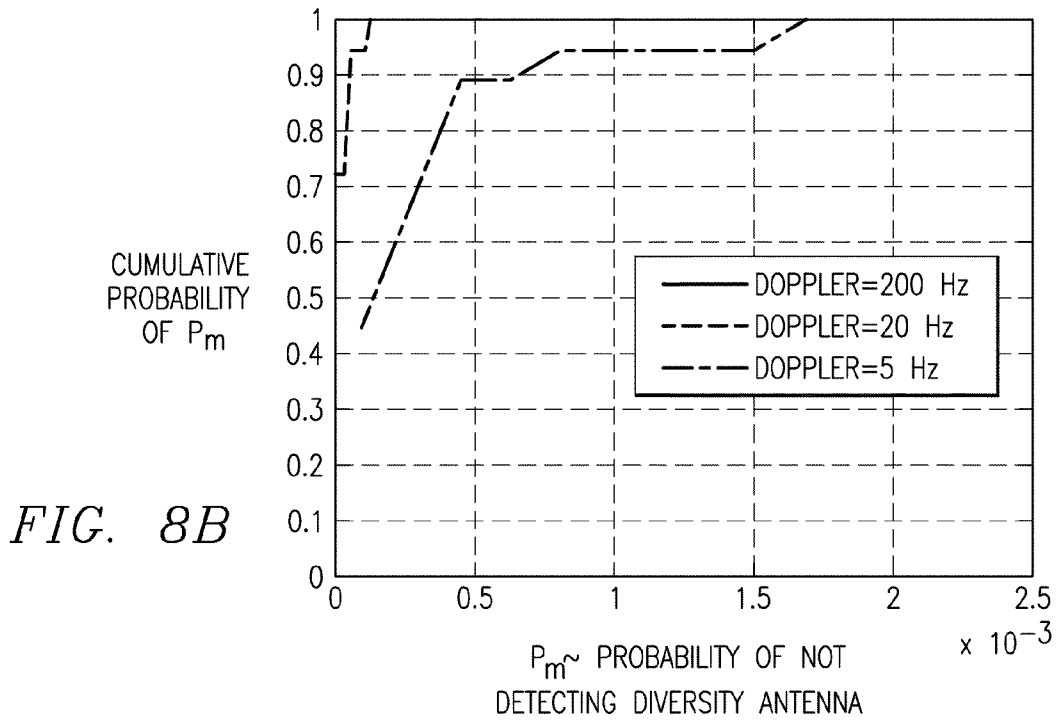 1
0.9
0.8
0.7
0.6
0.5
0.4
0.3
0.2
0.1
0
CUMULATIVE
PROBABILITY
OF Pm
DOPPLER=200 Hz
DOPPLER=20 Hz
DOPPLER=5 Hz
FIG. 8B
0 0.5 1 1.5 2 2.5
x 10-3
Pm~ PROBABILITY OF NOT
DETECTING DIVERSITY ANTENNA